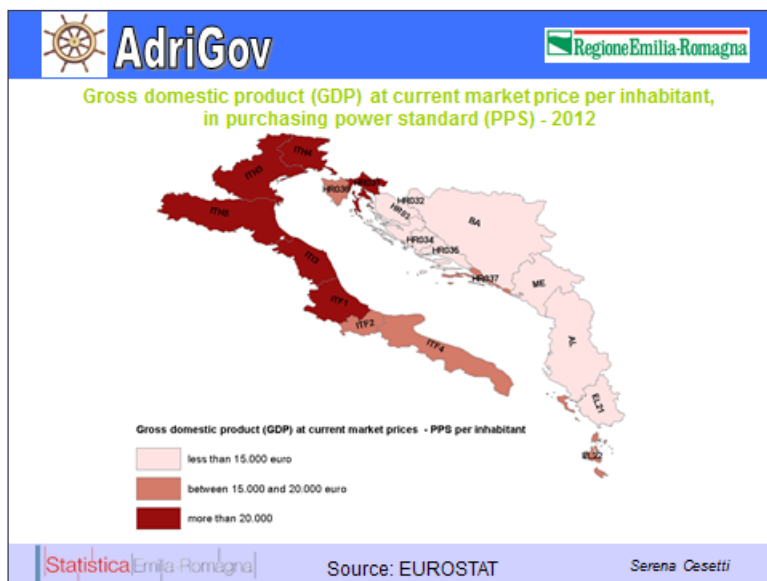 AdriGov
RegioneEmilia-Romagna
Gross domestic product (GDP) at current market price per inhabitant,
in purchasing power standard (PPS) - 2012
ITH4
ITH3
ITH5
ITI3
ITF1
ITF2
ITF4
HR036
HR031
HR032
HR033
HR034
HR035
HR037
BA
ME
AL
EL21
EL22
Gross domestic product (GDP) at current market prices - PPS per inhabitant
less than 15.000 euro
between 15.000 and 20.000 euro
more than 20.000
Statistica Emilia-Romagna
Source: EUROSTAT
Serena Cesetti